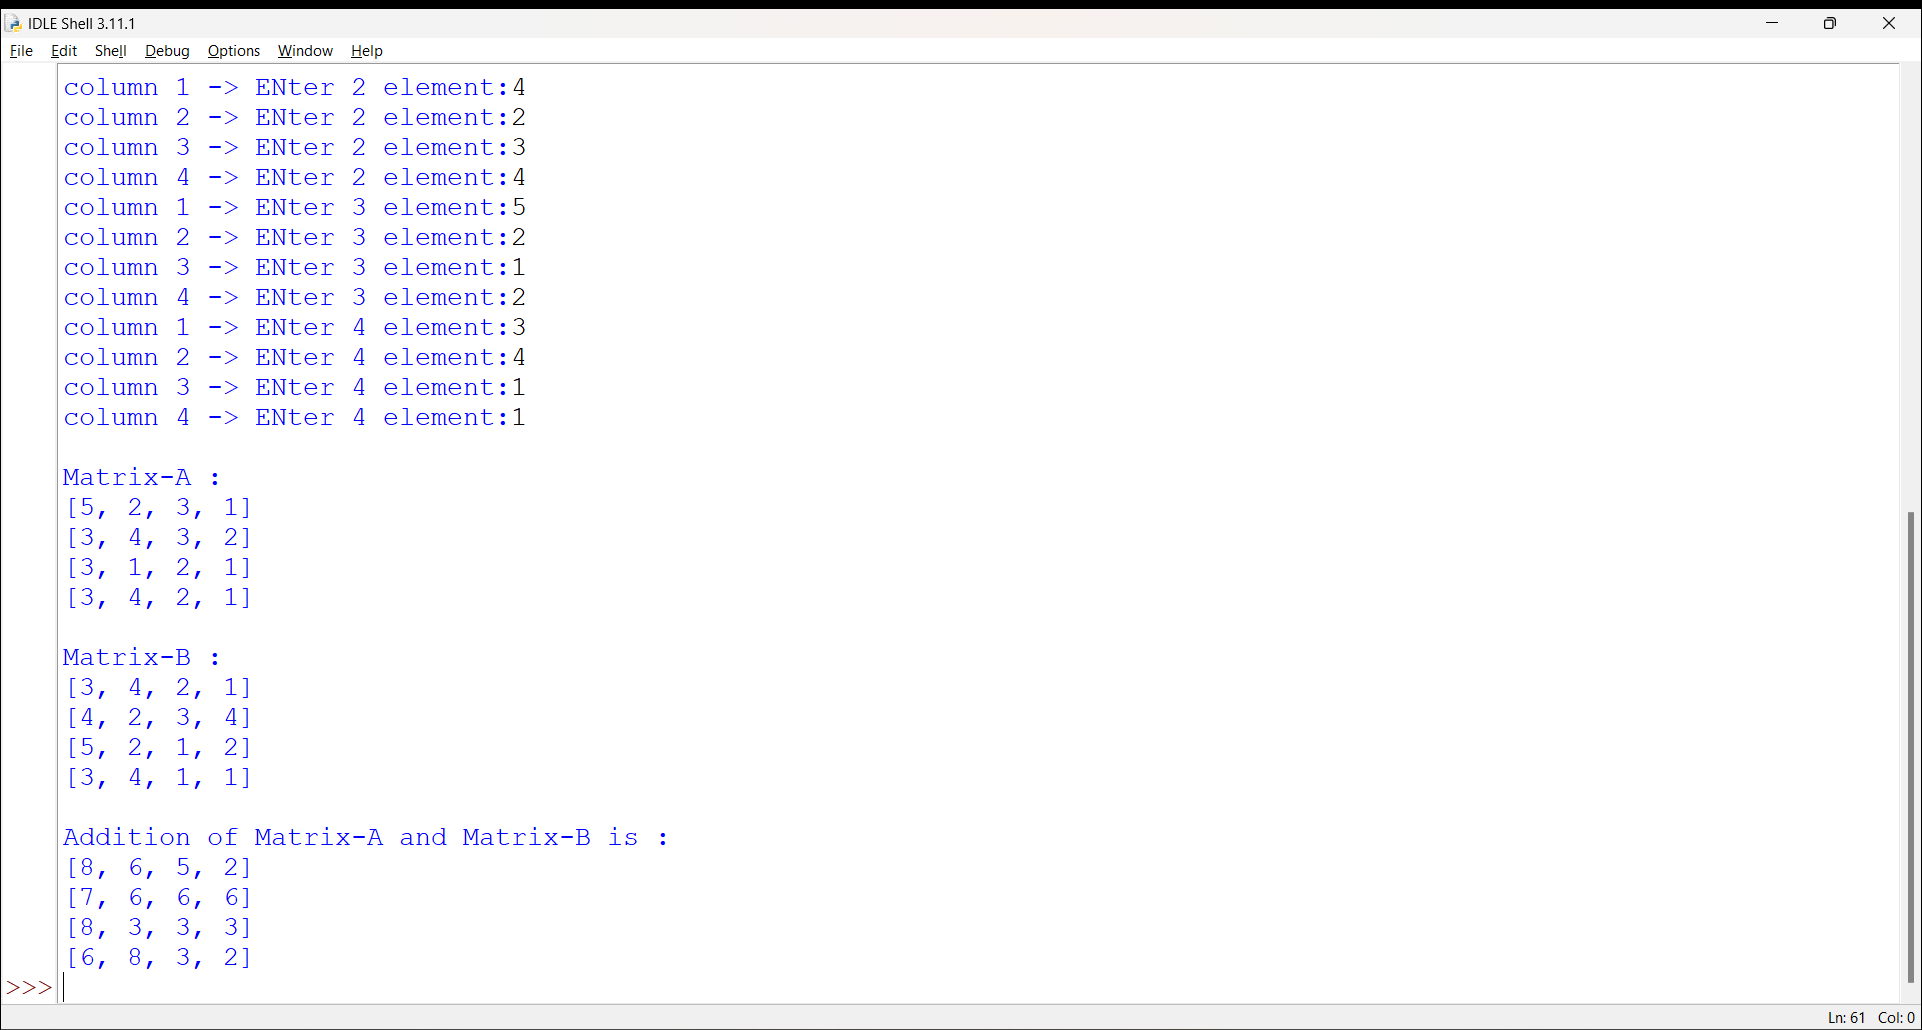 IDLE Shell 3.11.1
File Edit Shell Debug Options Window Help
column 1 -> ENter 2 element:4
column 2 -> ENter 2 element:2
column 3 -> ENter 2 element:3
column 4 -> ENter 2 element:4
column 1 -> ENter 3 element:5
column 2 -> ENter 3 element:2
column 3 -> ENter 3 element:1
column 4 -> ENter 3 element:2
column 1 -> ENter 4 element:3
column 2 -> ENter 4 element:4
column 3 -> ENter 4 element:1
column 4 -> ENter 4 element:1
Matrix-A :
[5, 2, 3, 1]
[3, 4, 3, 2]
[3, 1, 2, 1]
[3, 4, 2, 1]
Matrix-B :
[3, 4, 2, 1]
[4, 2, 3, 4]
[5, 2, 1, 2]
[3, 4, 1, 1]
Addition of Matrix-A and Matrix-B is :
[8, 6, 5, 2]
[7, 6, 6, 6]
[8, 3, 3, 3]
[6, 8, 3, 2]
>>>
Ln: 61 Col: 0